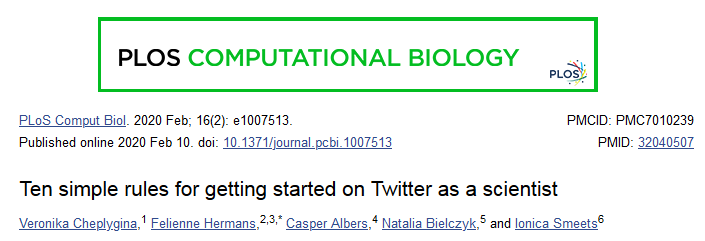 PLOS COMPUTATIONAL BIOLOGY
PLOS
PLoS Comput Biol. 2020 Feb; 16(2): e1007513.
PMCID: PMC7010239
Published online 2020 Feb 10. doi: 10.1371/journal.pcbi.1007513
PMID: 32040507
Ten simple rules for getting started on Twitter as a scientist
Veronika Cheplygina,1 Felienne Hermans,2,3,* Casper Albers,4 Natalia Bielczyk,5 and Ionica Smeets6